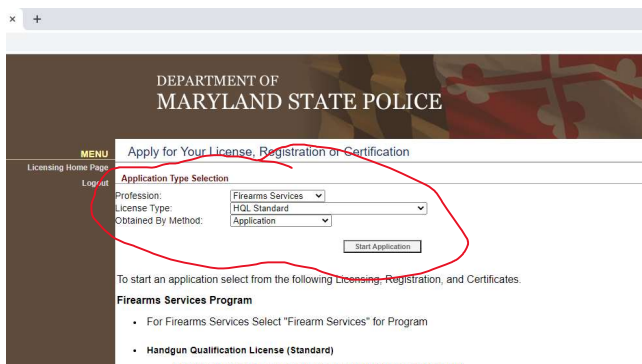 DEPARTMENT OF
MARYLAND STATE POLICE
MENU
Licensing Home Page
Logout
Apply for Your License, Registration or Certification
Application Type Selection
Profession: Firearms Services
License Type: HQL Standard
Obtained By Method: Application
Start Application
To start an application select from the following Licensing, Registration, and Certificates.
Firearms Services Program
• For Firearms Services Select "Firearm Services" for Program
• Handgun Qualification License (Standard)